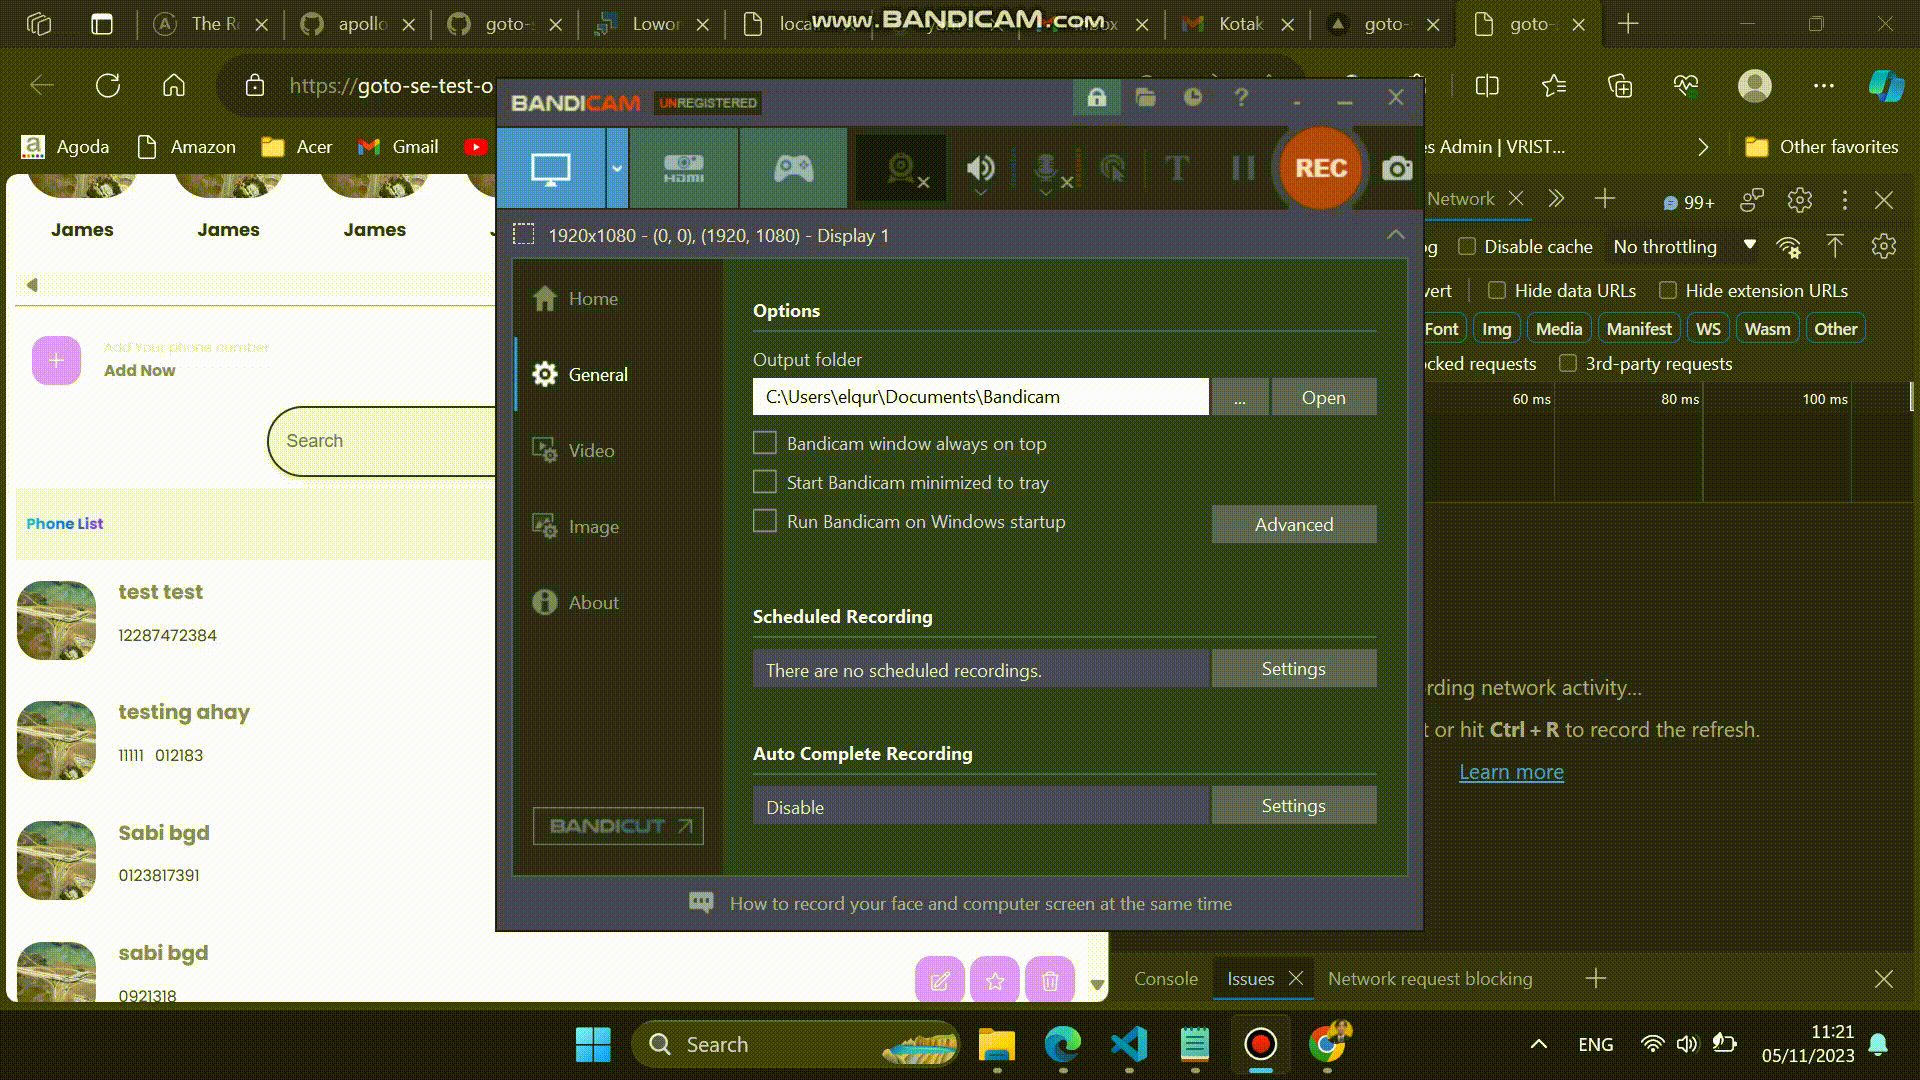 The R
apollo
goto-s
Lowon
loca
www.BANDICAM.com
Inbox
Kotak
goto-
goto-
https://goto-se-test-o
Agoda
Amazon
Acer
Gmail
es Admin | VRIST...
Other favorites
James
James
James
Add Your phone number
Add Now
Search
Phone List
test test
12287472384
testing ahay
11111 012183
Sabi bgd
0123817391
sabi bgd
0921318
BANDICAM UNREGISTERED
HDMI
REC
1920x1080 - (0, 0), (1920, 1080) - Display 1
Home
General
Video
Image
About
BANDICUT
Options
Output folder
C:\Users\elqur\Documents\Bandicam
...
Open
Bandicam window always on top
Start Bandicam minimized to tray
Run Bandicam on Windows startup
Advanced
Scheduled Recording
There are no scheduled recordings.
Settings
Auto Complete Recording
Disable
Settings
How to record your face and computer screen at the same time
Network
99+
og
Disable cache
No throttling
vert
Hide data URLs
Hide extension URLs
Font
Img
Media
Manifest
WS
Wasm
Other
cked requests
3rd-party requests
60 ms
80 ms
100 ms
rding network activity...
t or hit Ctrl + R to record the refresh.
Learn more
Console
Issues
Network request blocking
Search
ENG
11:21
05/11/2023